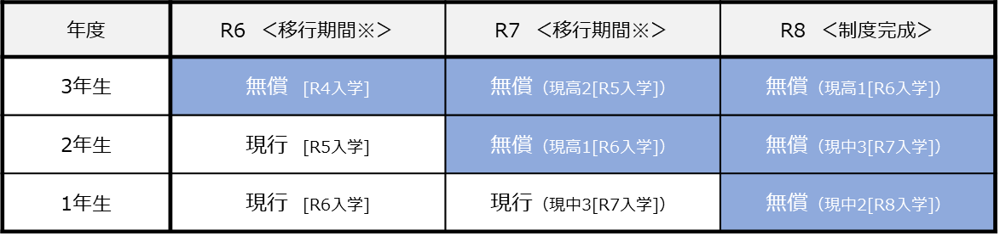 年度 R6 <移行期間※> R7 <移行期間※> R8 <制度完成>
3年生 無償 [R4入学] 無償（現高2[R5入学]） 無償（現高1[R6入学]）
2年生 現行 [R5入学] 無償（現高1[R6入学]） 無償（現中3[R7入学]）
1年生 現行 [R6入学] 現行（現中3[R7入学]） 無償（現中2[R8入学]）